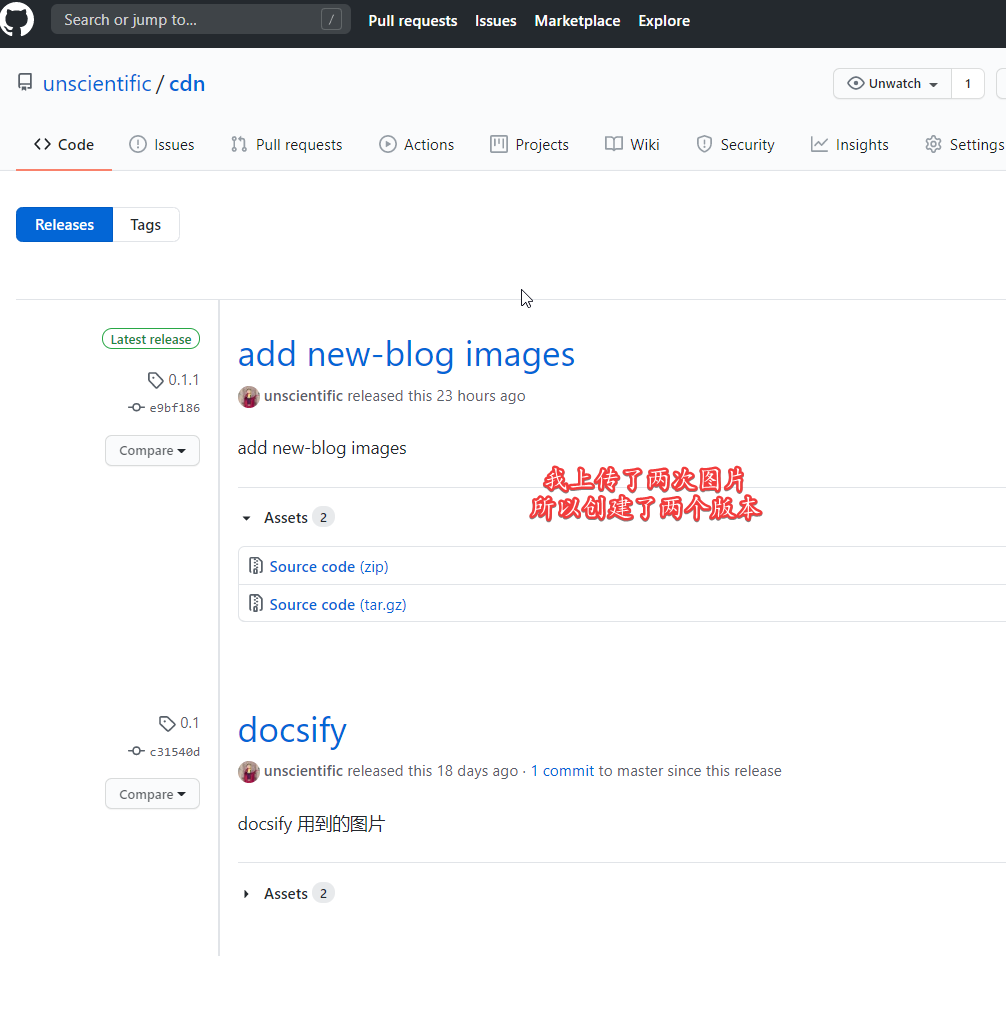 Search or jump to... /
Pull requests Issues Marketplace Explore
unscientific / cdn
Unwatch 1
Code Issues Pull requests Actions Projects Wiki Security Insights Settings
Releases Tags
Latest release
0.1.1
e9bf186
Compare
add new-blog images
unscientific released this 23 hours ago
add new-blog images
我上传了两次图片
所以创建了两个版本
Assets 2
Source code (zip)
Source code (tar.gz)
0.1
c31540d
Compare
docsify
unscientific released this 18 days ago · 1 commit to master since this release
docsify 用到的图片
Assets 2